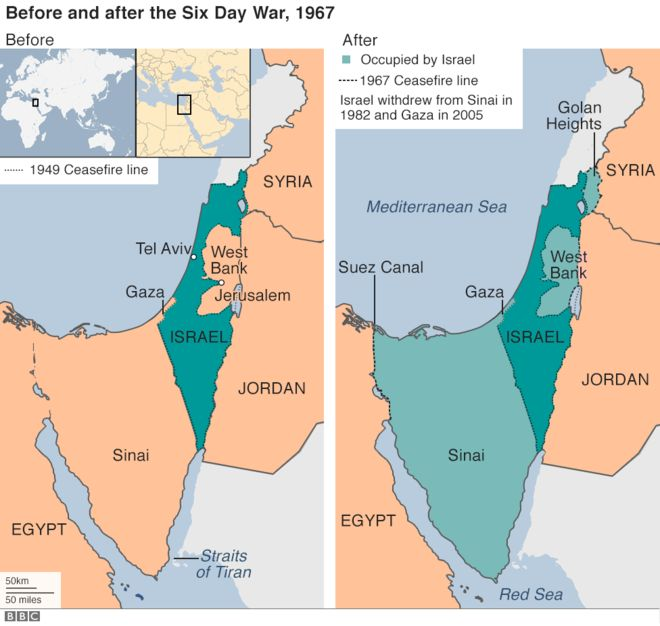 Before and after the Six Day War, 1967
Before
1949 Ceasefire line
SYRIA
Tel Aviv
West
Bank
Gaza
Jerusalem
ISRAEL
JORDAN
Sinai
EGYPT
Straits
of Tiran
50km
50 miles
After
Occupied by Israel
1967 Ceasefire line
Israel withdrew from Sinai in
1982 and Gaza in 2005
Golan
Heights
SYRIA
Mediterranean Sea
Suez Canal
West
Bank
Gaza
ISRAEL
JORDAN
Sinai
EGYPT
Red Sea
BBC